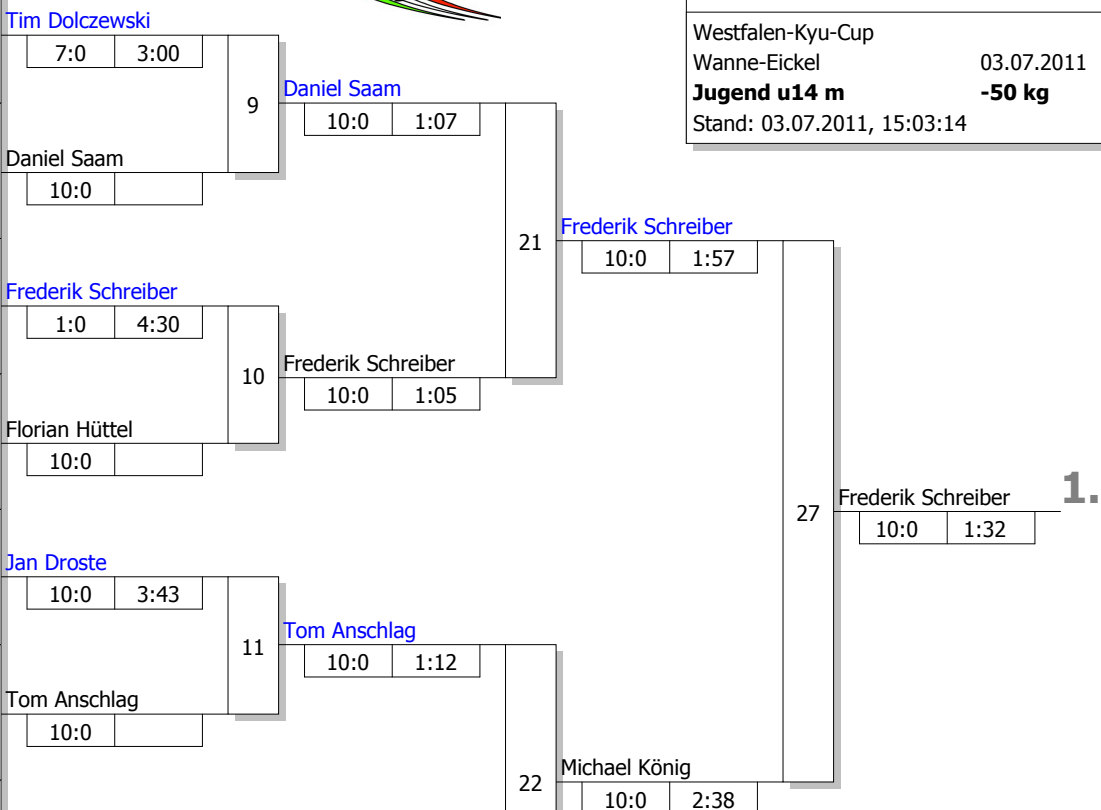 Tim Dolczewski
7:0 3:00
9
Daniel Saam
10:0
Daniel Saam
10:0 1:07
Frederik Schreiber
1:0 4:30
10
Florian Hüttel
10:0
Frederik Schreiber
10:0 1:05
21
Frederik Schreiber
10:0 1:57
Jan Droste
10:0 3:43
11
Tom Anschlag
10:0
Tom Anschlag
10:0 1:12
22
Michael König
10:0 2:38
27
Frederik Schreiber 1.
10:0 1:32
Westfalen-Kyu-Cup
Wanne-Eickel 03.07.2011
Jugend u14 m -50 kg
Stand: 03.07.2011, 15:03:14